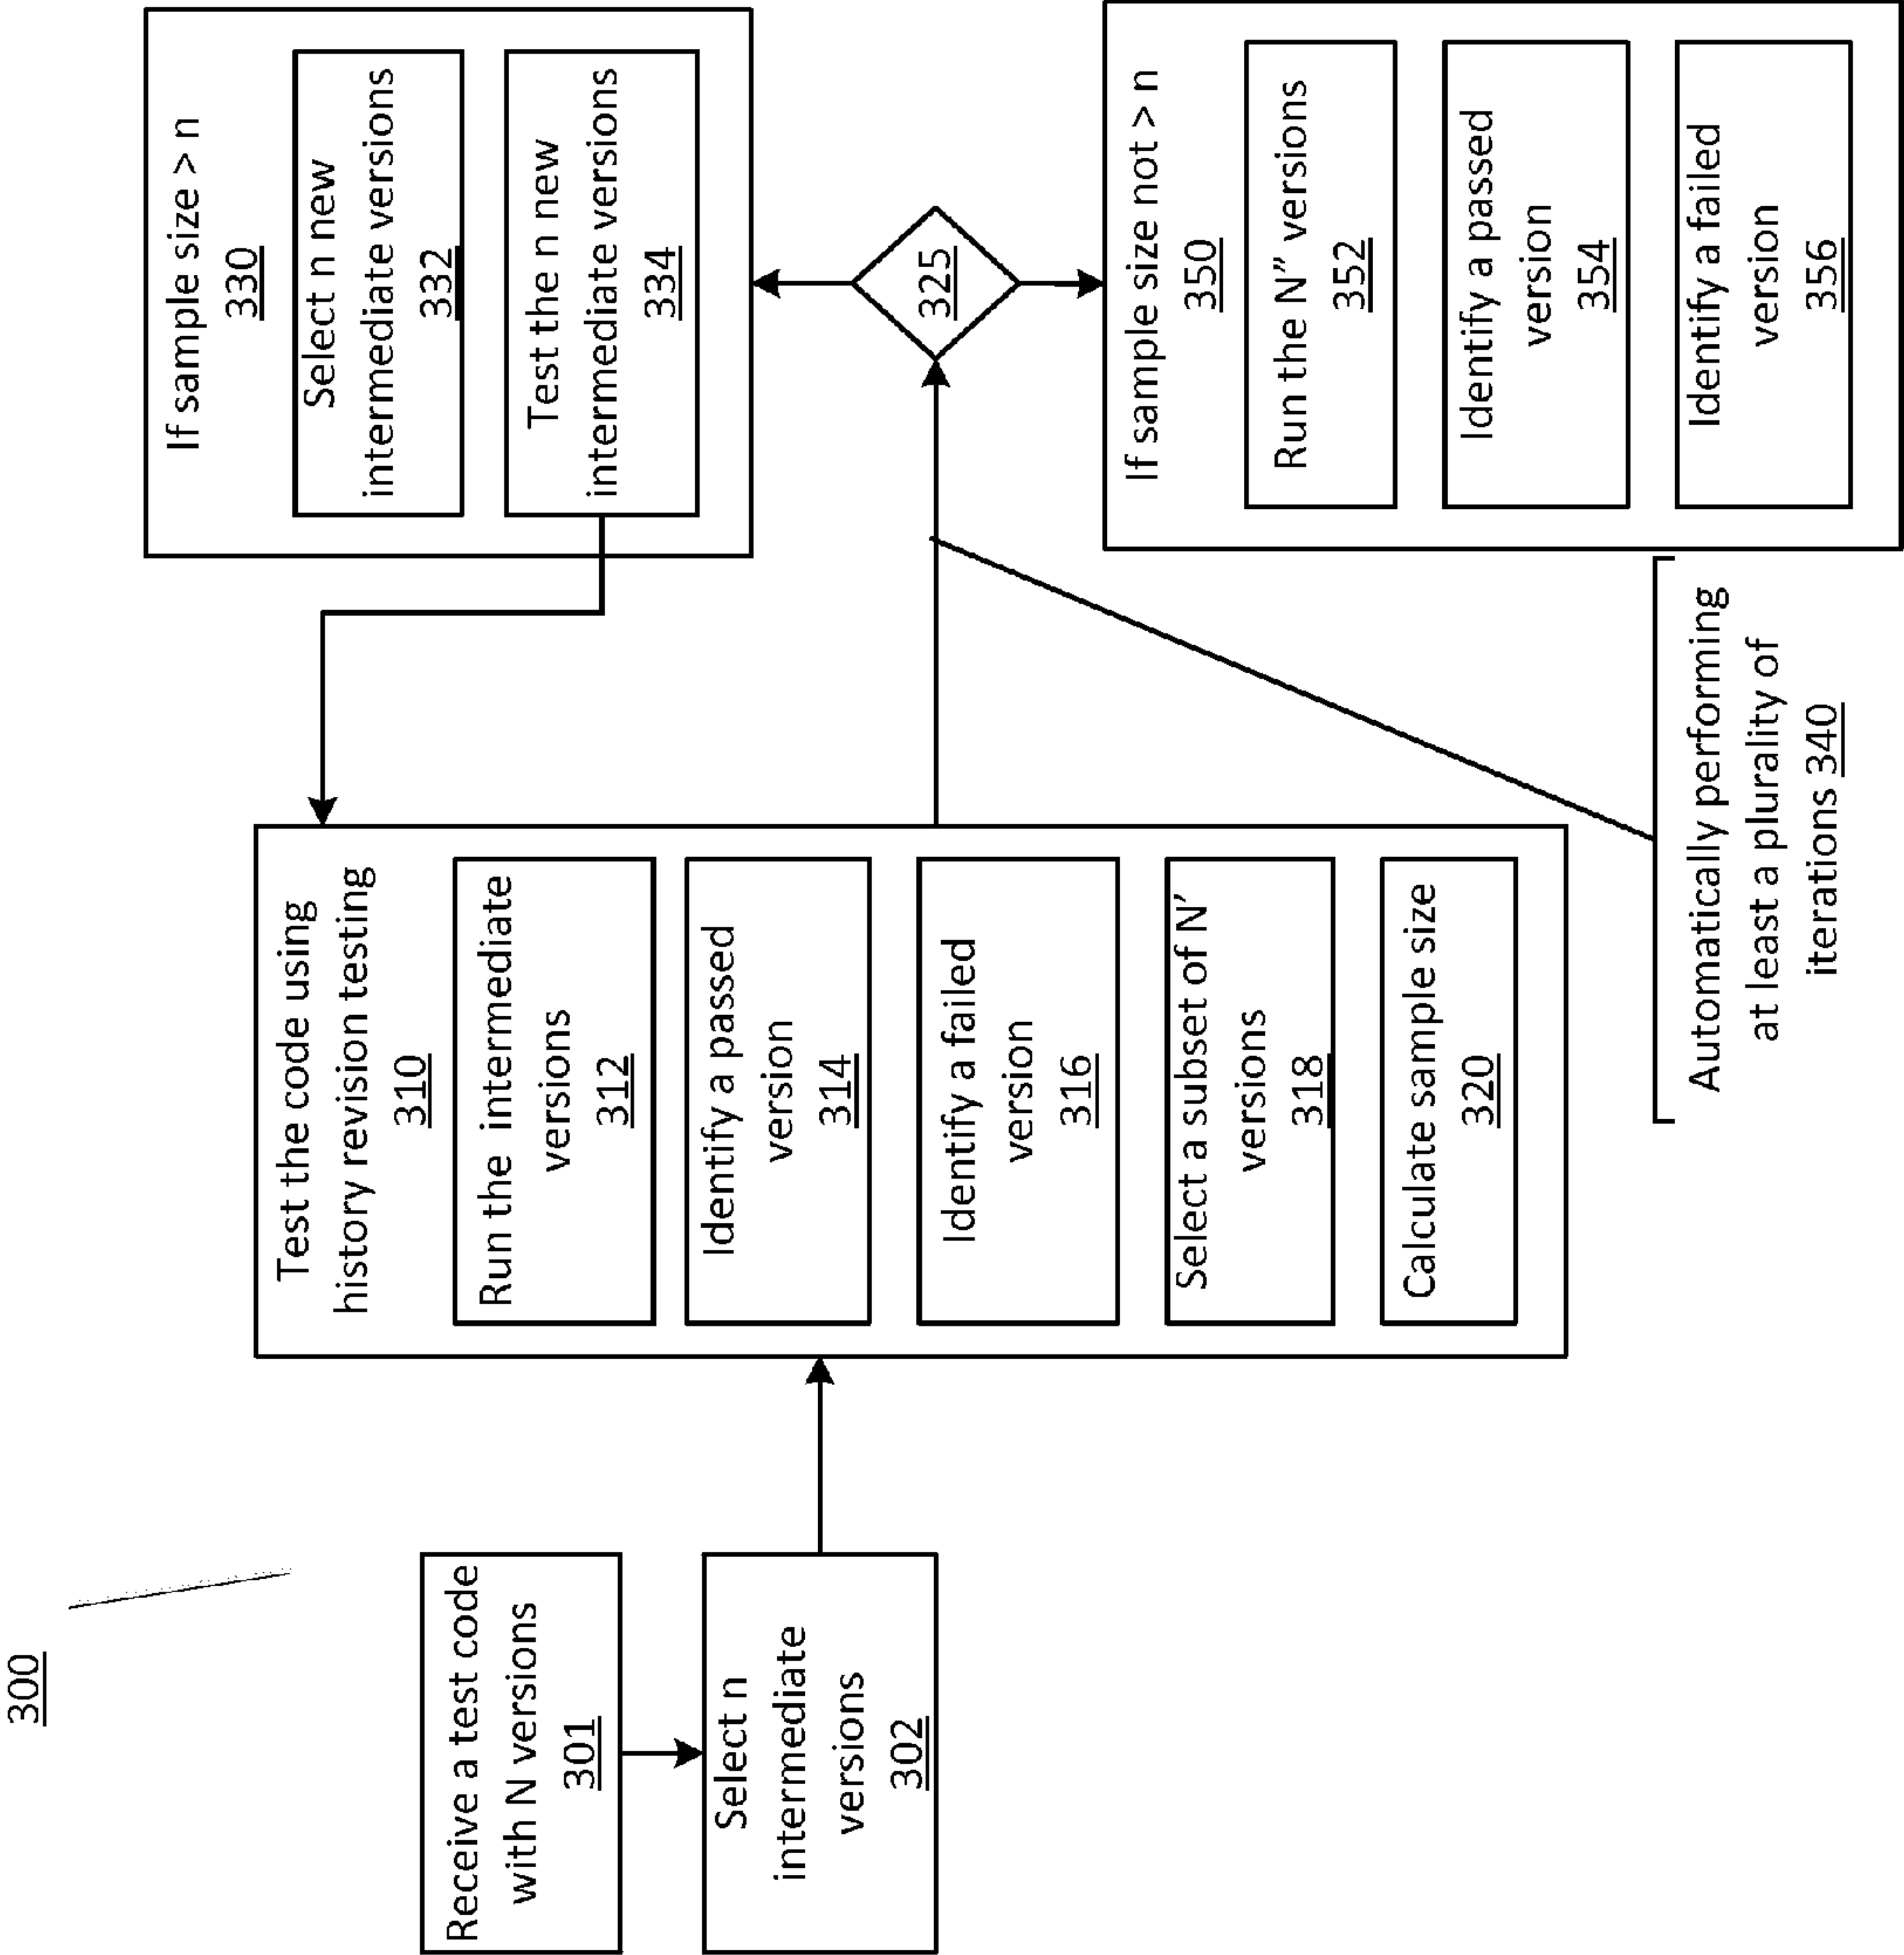 300
Receive a test code
with N versions
301
Select n
intermediate
versions
302
Test the code using
history revision testing
310
Run the intermediate
versions
312
Identify a passed
version
314
Identify a failed
version
316
Select a subset of N'
versions
318
Calculate sample size
320
325
If sample size > n
330
Select n new
intermediate versions
332
Test the n new
intermediate versions
334
If sample size not > n
350
Run the N" versions
352
Identify a passed
version
354
Identify a failed
version
356
Automatically performing
at least a plurality of
iterations 340